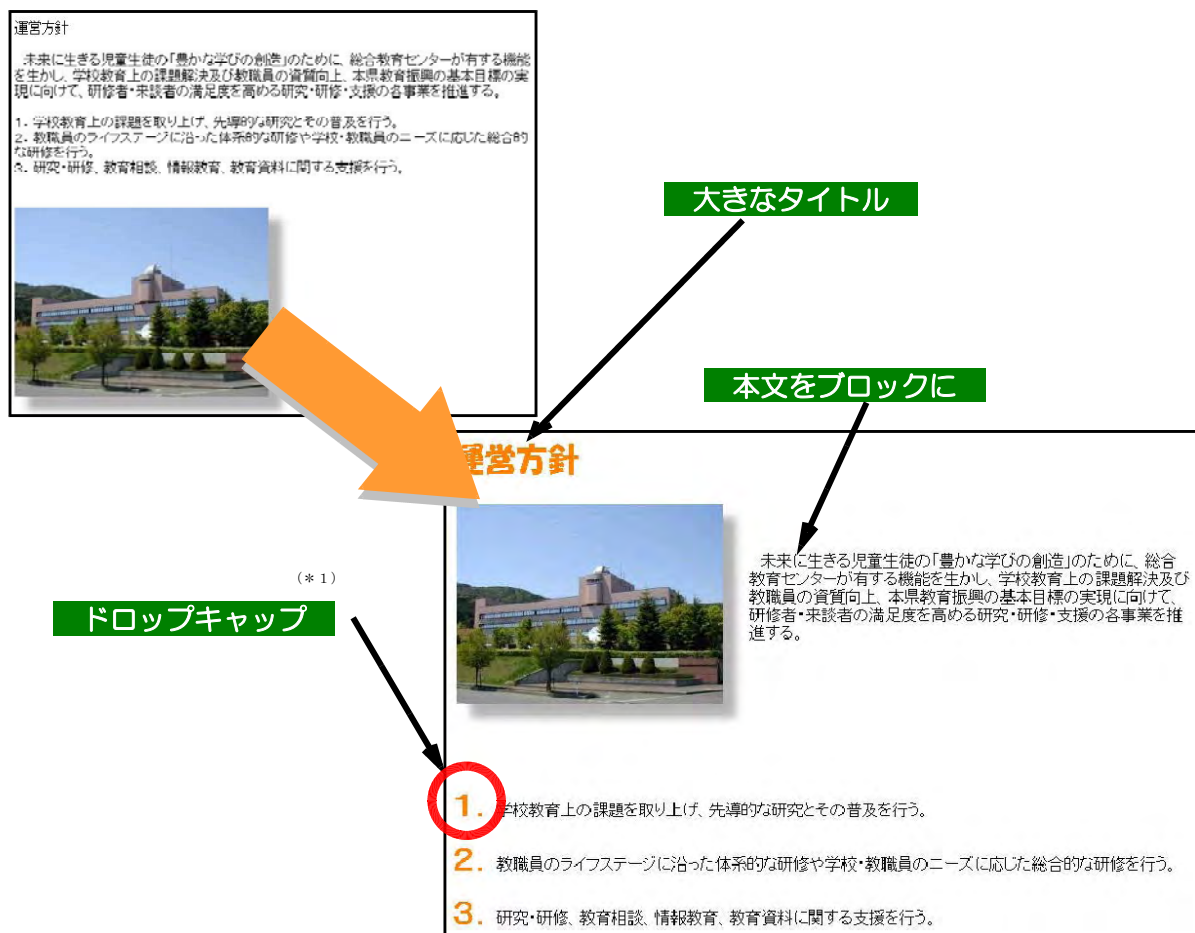 運営方針
未来に生きる児童生徒の「豊かな学びの創造」のために、総合教育センターが有する機能
を生かし、学校教育上の課題解決及び教職員の資質向上、本県教育振興の基本目標の実
現に向けて、研修者・来談者の満足度を高める研究・研修・支援の各事業を推進する。
1. 学校教育上の課題を取り上げ、先導的な研究とその普及を行う。
2. 教職員のライフステージに沿った体系的な研修や学校・教職員のニーズに応じた総合的
な研修を行う。
3. 研究・研修、教育相談、情報教育、教育資料に関する支援を行う。
大きなタイトル
本文をブロックに
運営方針
未来に生きる児童生徒の「豊かな学びの創造」のために、総合
教育センターが有する機能を生かし、学校教育上の課題解決及び
教職員の資質向上、本県教育振興の基本目標の実現に向けて、
研修者・来談者の満足度を高める研究・研修・支援の各事業を推
進する。
(*1)
ドロップキャップ
1. 学校教育上の課題を取り上げ、先導的な研究とその普及を行う。
2. 教職員のライフステージに沿った体系的な研修や学校・教職員のニーズに応じた総合的な研修を行う。
3. 研究・研修、教育相談、情報教育、教育資料に関する支援を行う。